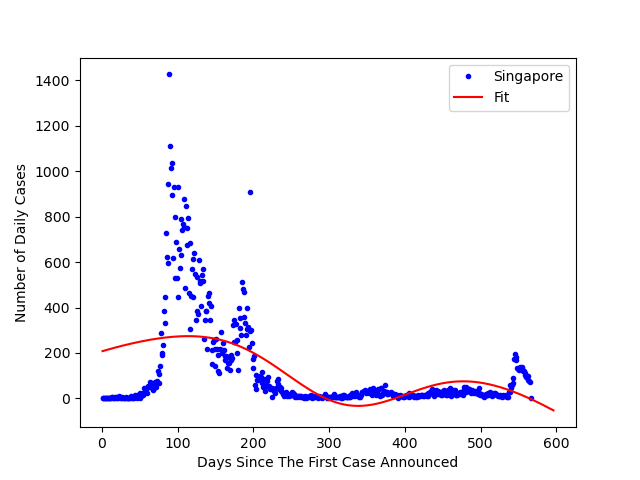 Singapore
Fit
1400
1200
1000
800
600
400
200
0
Number of Daily Cases
0 100 200 300 400 500 600
Days Since The First Case Announced